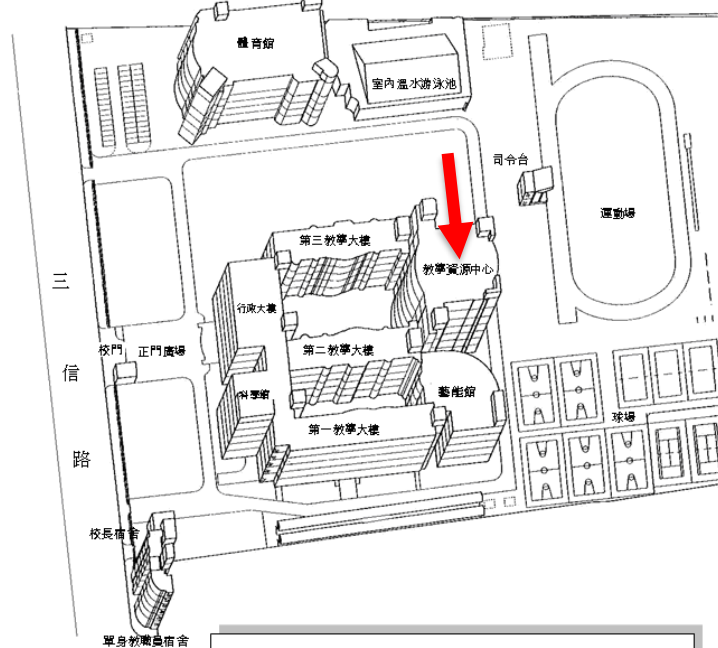 體育館
室內溫水游泳池
司令台
運動場
第三教學大樓
教學資源中心
三
信
路
行政大樓
校門
正門廣場
第二教學大樓
科學館
藝能館
第一教學大樓
球場
校長宿舍
單身教職員宿舍